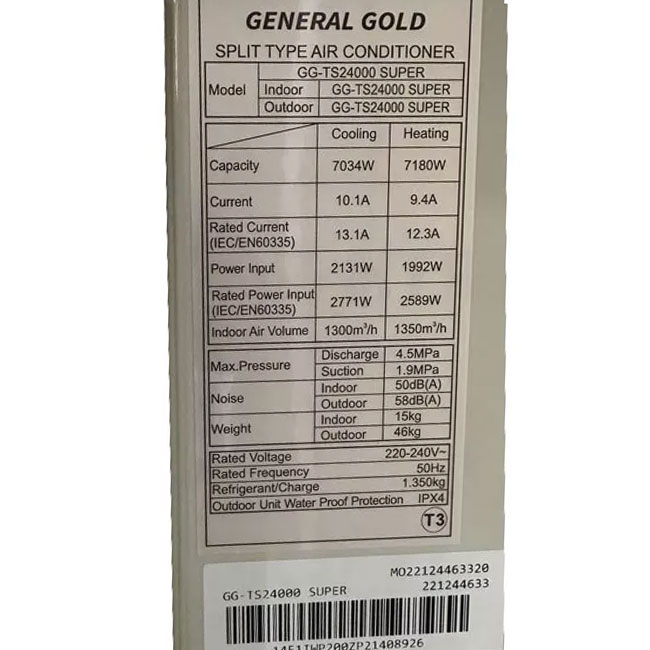 GENERAL GOLD
SPLIT TYPE AIR CONDITIONER
Model GG-TS24000 SUPER
Indoor GG-TS24000 SUPER
Outdoor GG-TS24000 SUPER
Cooling Heating
Capacity 7034W 7180W
Current 10.1A 9.4A
Rated Current (IEC/EN60335) 13.1A 12.3A
Power Input 2131W 1992W
Rated Power Input (IEC/EN60335) 2771W 2589W
Indoor Air Volume 1300m³/h 1350m³/h
Max.Pressure Discharge 4.5MPa
Suction 1.9MPa
Noise Indoor 50dB(A)
Outdoor 58dB(A)
Weight Indoor 15kg
Outdoor 46kg
Rated Voltage 220-240V~
Rated Frequency 50Hz
Refrigerant/Charge 1.350kg
Outdoor Unit Water Proof Protection IPX4
T3
MO22124463320
GG-TS24000 SUPER 221244633